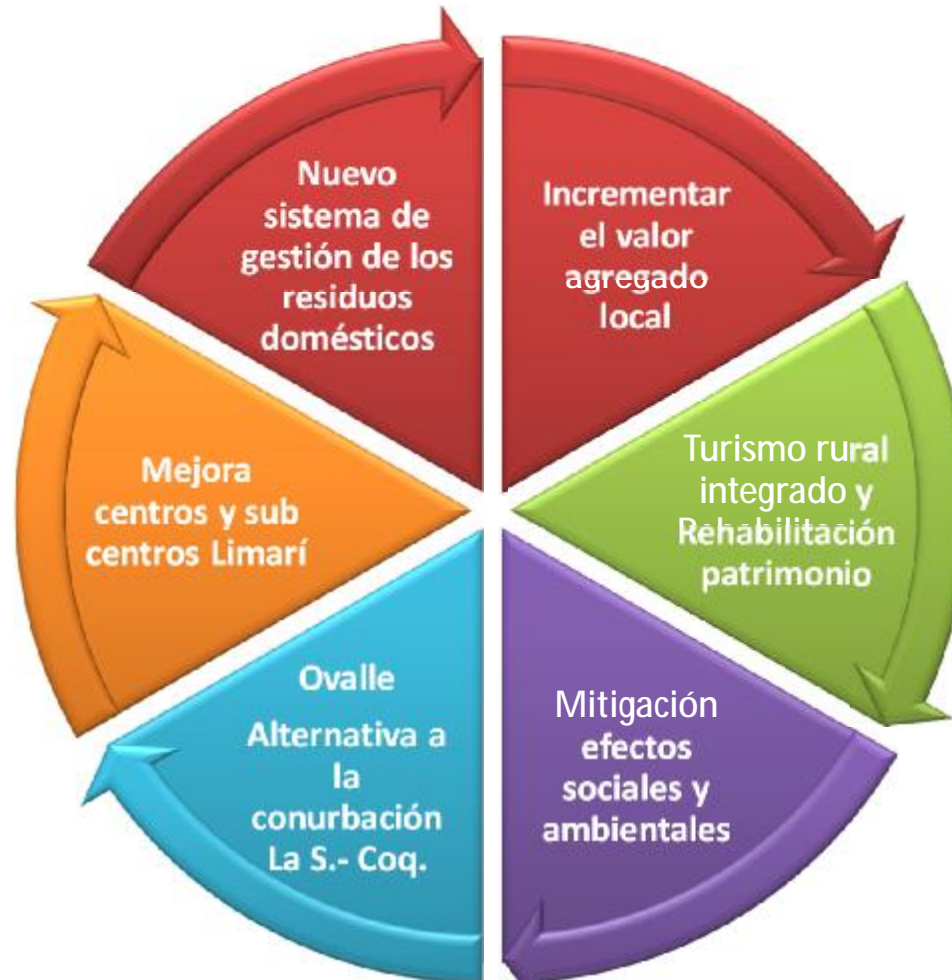 Nuevo
sistema de
gestión de los
residuos
domésticos
Incrementar
el valor
agregado
local
Turismo rural
integrado y
Rehabilitación
patrimonio
Mitigación
efectos
sociales y
ambientales
Ovalle
Alternativa a
la
conurbación
La S.- Coq.
Mejora
centros y sub
centros Limarí